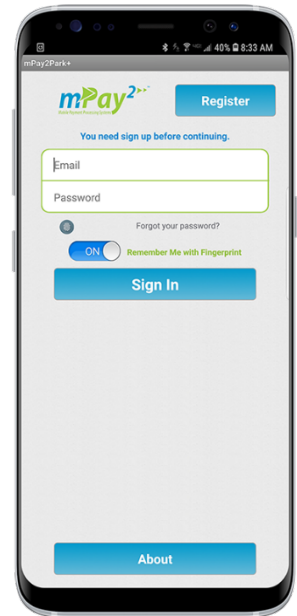 40% 8:33 AM
mPay2Park+
mPay2
Mobile Payment Processing System
Register
You need sign up before continuing.
Email
Password
Forgot your password?
ON
Remember Me with Fingerprint
Sign In
About